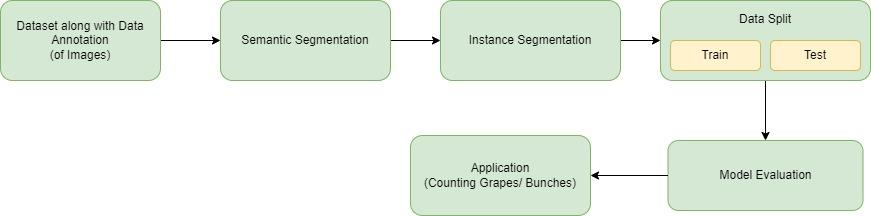 Dataset along with Data
Annotation
(of Images)
Semantic Segmentation
Instance Segmentation
Data Split
Train
Test
Model Evaluation
Application
(Counting Grapes/ Bunches)